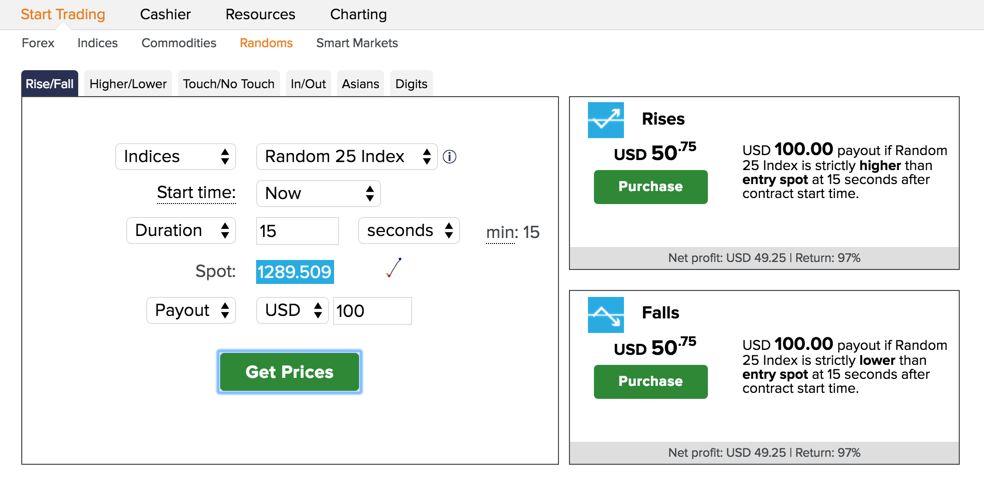 Start Trading Cashier Resources Charting
Forex Indices Commodities Randoms Smart Markets
Rise/Fall Higher/Lower Touch/No Touch In/Out Asians Digits
Indices Random 25 Index
Start time: Now
Duration 15 seconds min: 15
Spot: 1289.509
Payout USD 100
Get Prices
Rises
USD 50.75
Purchase
USD 100.00 payout if Random
25 Index is strictly higher than
entry spot at 15 seconds after
contract start time.
Net profit: USD 49.25 | Return: 97%
Falls
USD 50.75
Purchase
USD 100.00 payout if Random
25 Index is strictly lower than
entry spot at 15 seconds after
contract start time.
Net profit: USD 49.25 | Return: 97%